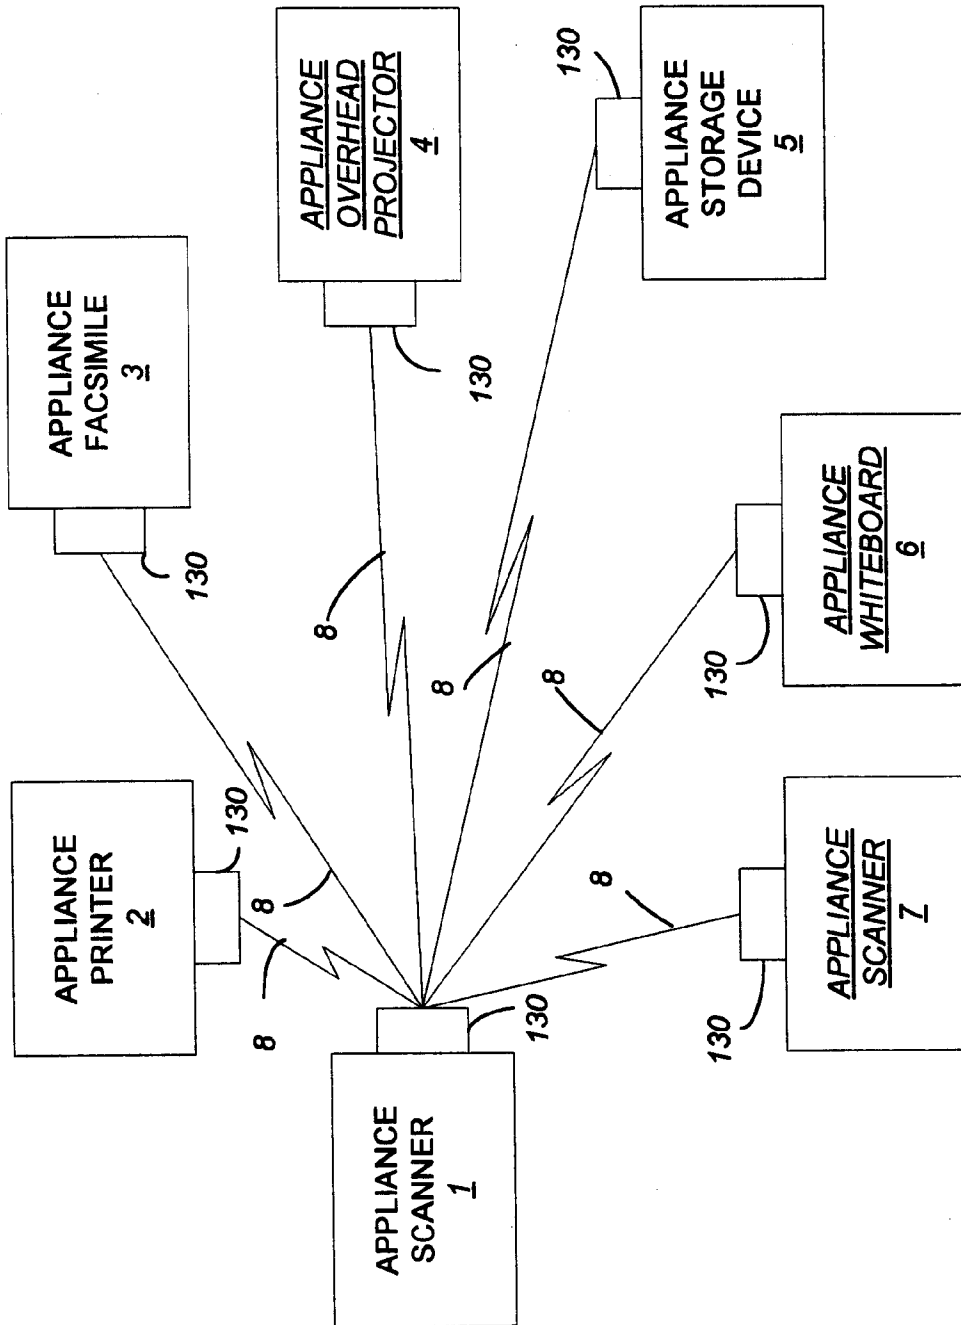 APPLIANCE
SCANNER
1
130
APPLIANCE
PRINTER
2
130
8
APPLIANCE
FACSIMILE
3
130
8
APPLIANCE
OVERHEAD
PROJECTOR
4
130
8
APPLIANCE
STORAGE
DEVICE
5
130
8
APPLIANCE
WHITEBOARD
6
130
8
APPLIANCE
SCANNER
7
130
8